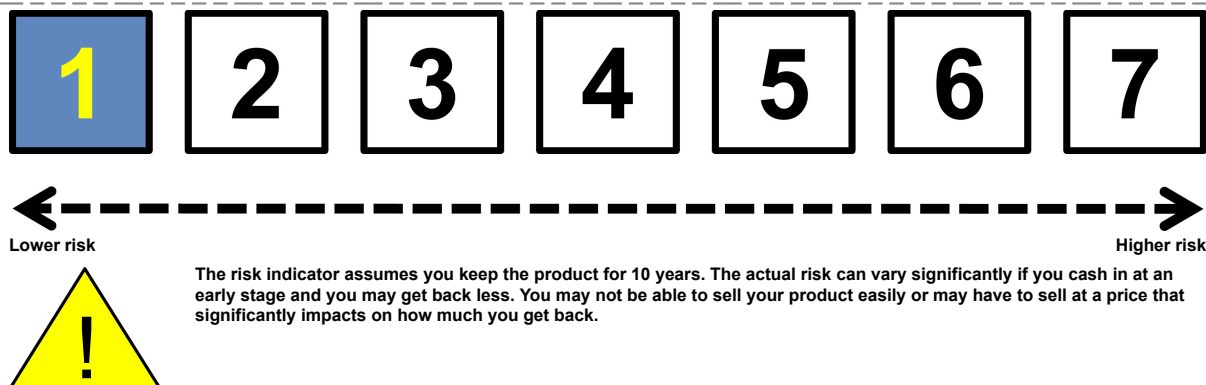 1 2 3 4 5 6 7
Lower risk Higher risk
The risk indicator assumes you keep the product for 10 years. The actual risk can vary significantly if you cash in at an
early stage and you may get back less. You may not be able to sell your product easily or may have to sell at a price that
significantly impacts on how much you get back.
!